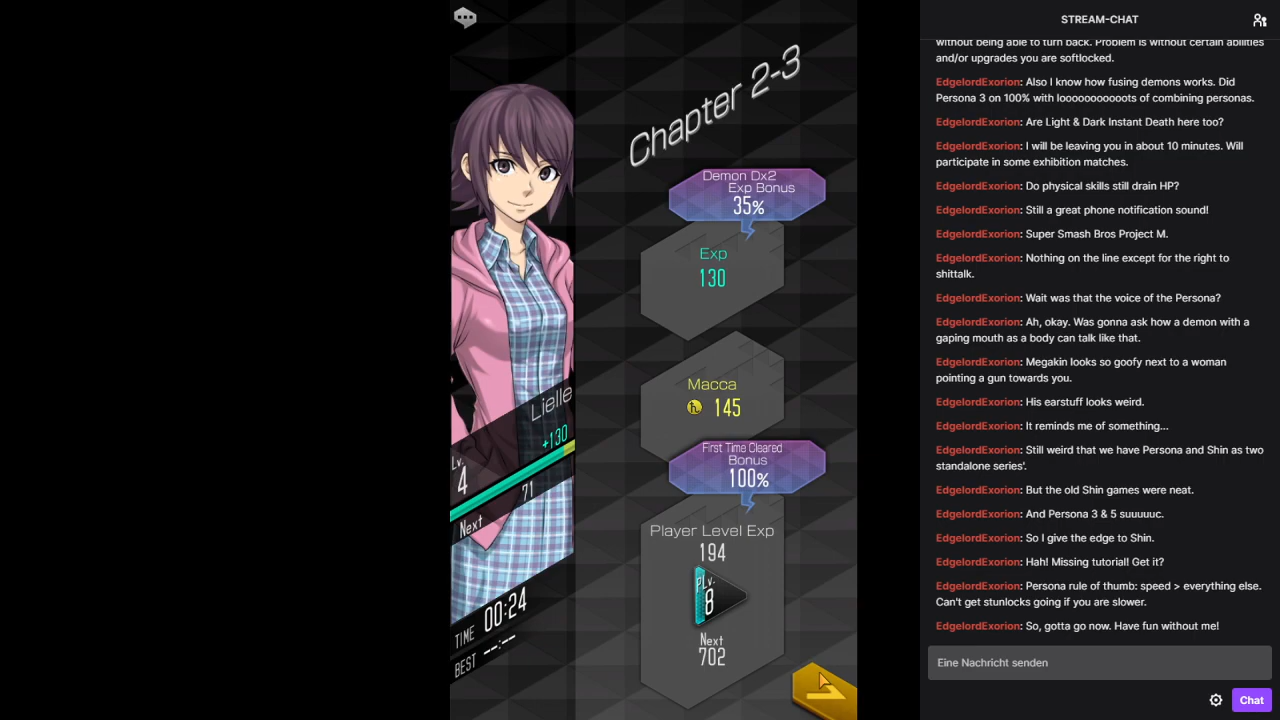 Chapter 2-3
Demon Dx2
Exp Bonus
35%
Exp
130
Macca
145
First Time Cleared
Bonus
100%
Player Level Exp
194
PLv.
8
Next
702
Lielle
+130
Lv.
4
71
Next
TIME 00:24
BEST --:--
STREAM-CHAT
without being able to turn back. Problem is without certain abilities
and/or upgrades you are softlocked.
EdgelordExorion: Also I know how fusing demons works. Did
Persona 3 on 100% with looooooooooots of combining personas.
EdgelordExorion: Are Light & Dark Instant Death here too?
EdgelordExorion: I will be leaving you in about 10 minutes. Will
participate in some exhibition matches.
EdgelordExorion: Do physical skills still drain HP?
EdgelordExorion: Still a great phone notification sound!
EdgelordExorion: Super Smash Bros Project M.
EdgelordExorion: Nothing on the line except for the right to
shittalk.
EdgelordExorion: Wait was that the voice of the Persona?
EdgelordExorion: Ah, okay. Was gonna ask how a demon with a
gaping mouth as a body can talk like that.
EdgelordExorion: Megakin looks so goofy next to a woman
pointing a gun towards you.
EdgelordExorion: His earstuff looks weird.
EdgelordExorion: It reminds me of something...
EdgelordExorion: Still weird that we have Persona and Shin as two
standalone series'.
EdgelordExorion: But the old Shin games were neat.
EdgelordExorion: And Persona 3 & 5 suuuuuc.
EdgelordExorion: So I give the edge to Shin.
EdgelordExorion: Hah! Missing tutorial! Get it?
EdgelordExorion: Persona rule of thumb: speed > everything else.
Can't get stunlocks going if you are slower.
EdgelordExorion: So, gotta go now. Have fun without me!
Eine Nachricht senden
Chat